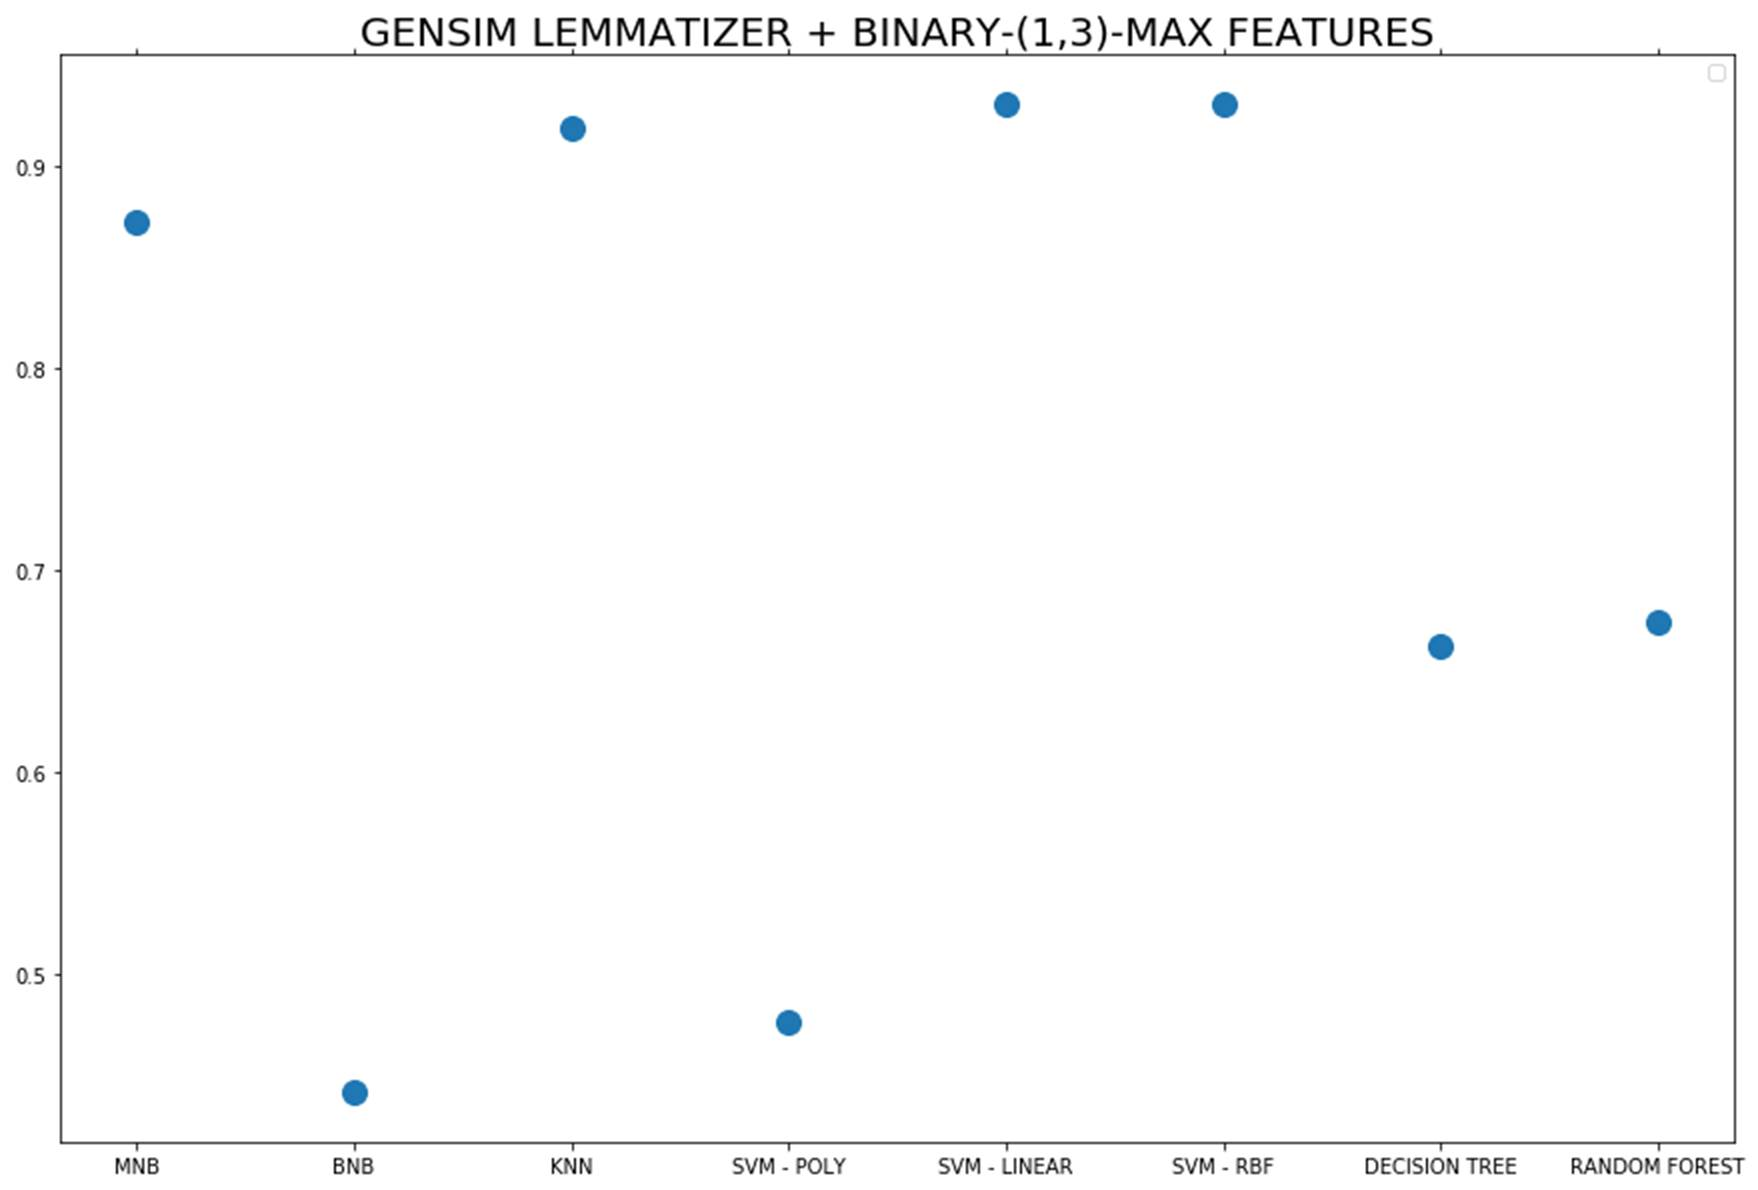 GENSIM LEMMATIZER + BINARY-(1,3)-MAX FEATURES
0.9
0.8
0.7
0.6
0.5
MNB BNB KNN SVM - POLY SVM - LINEAR SVM - RBF DECISION TREE RANDOM FOREST